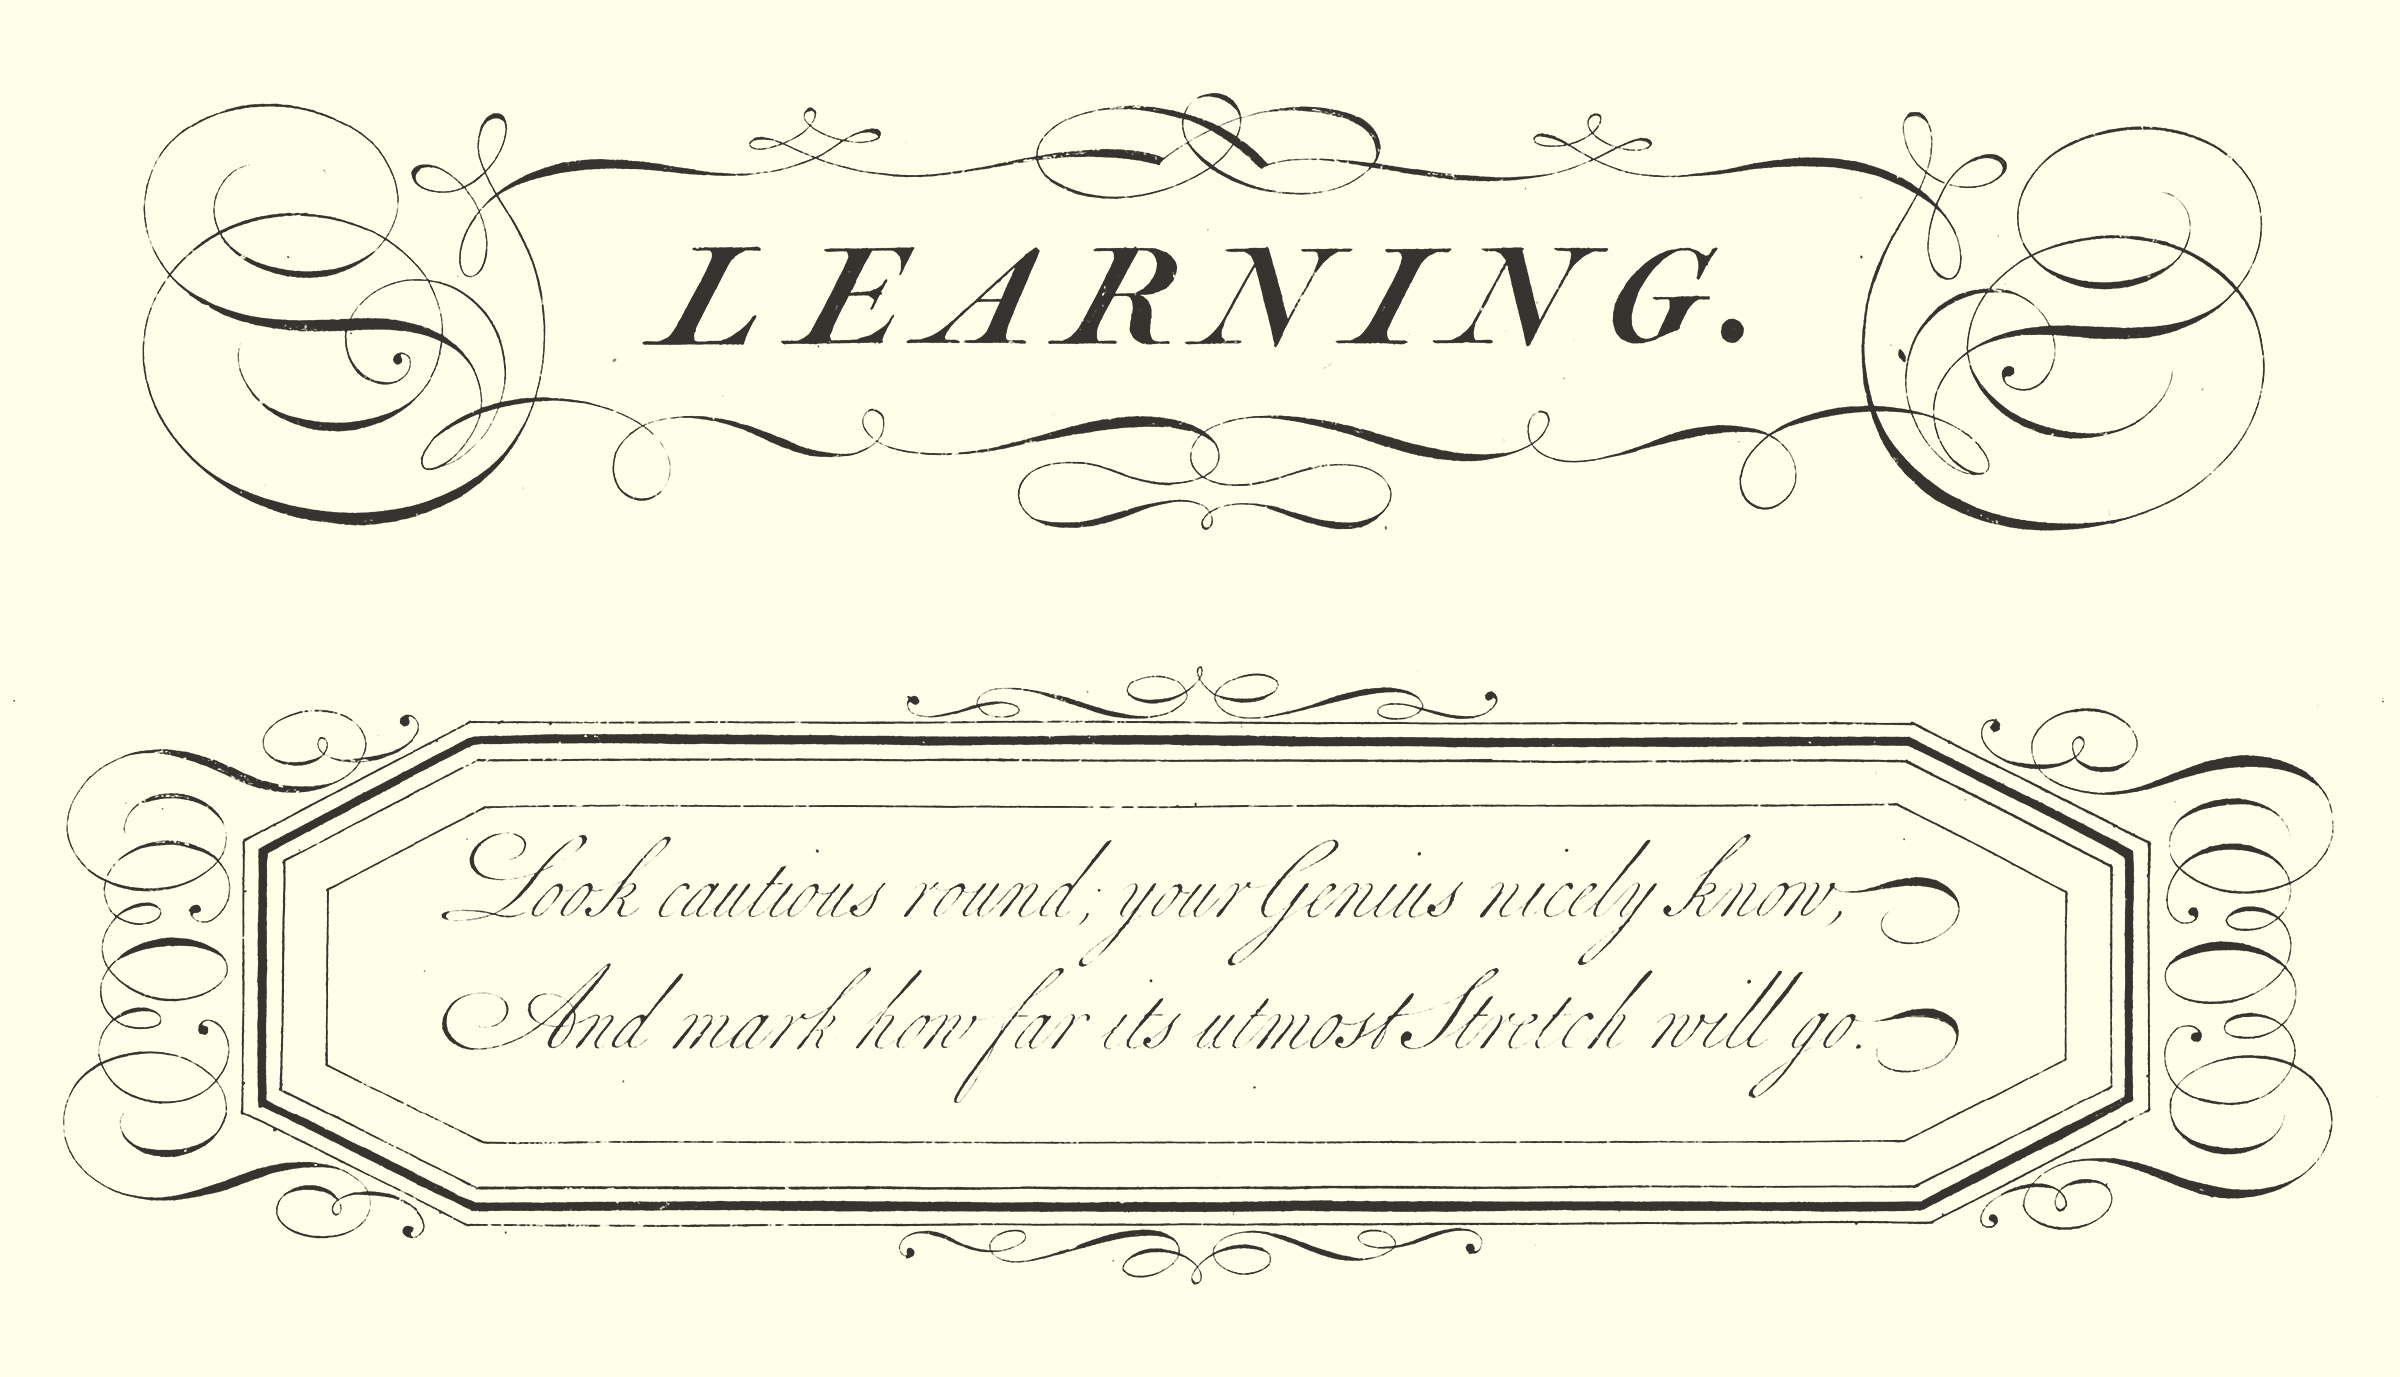 LEARNING.
Look cautious round; your Genius nicely know,
And mark how far its utmost Stretch will go.